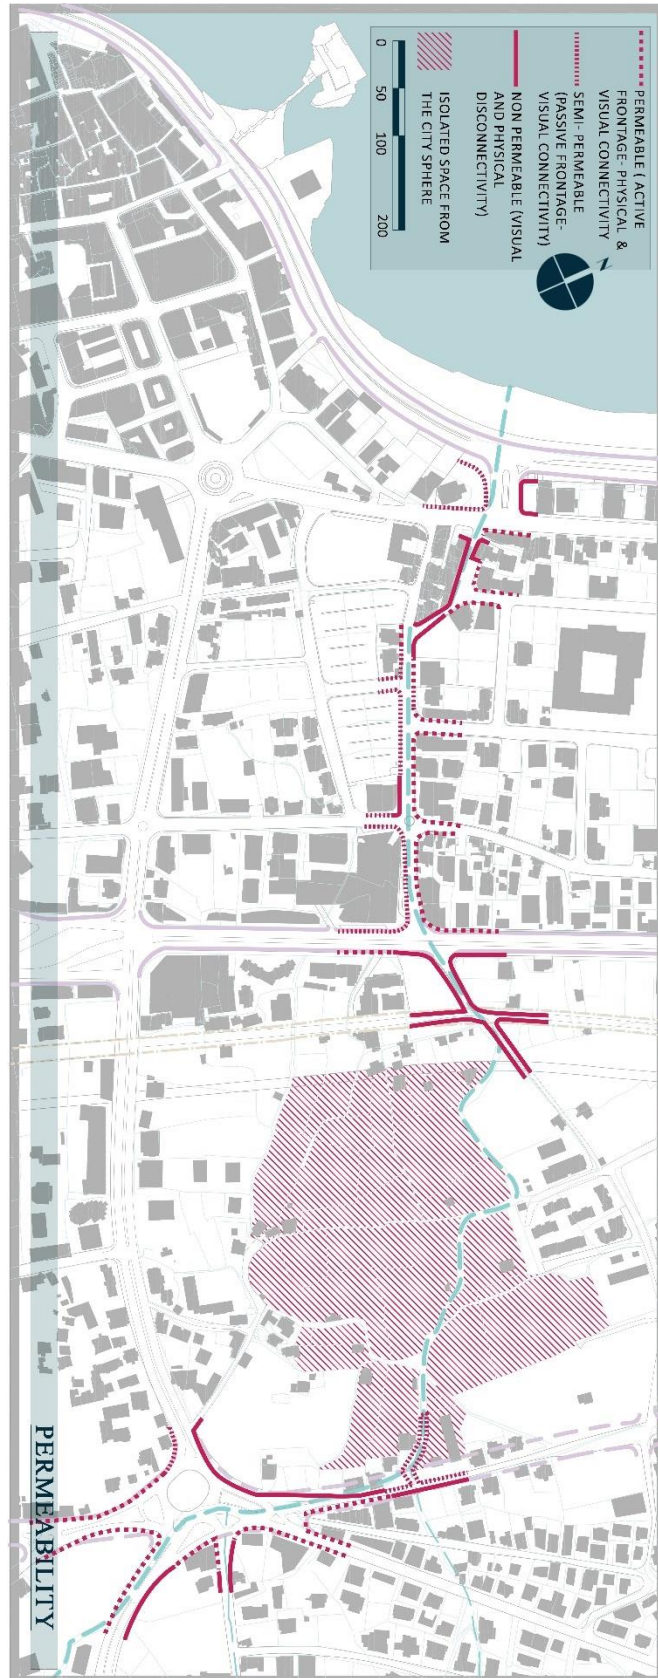 PERMEABLE ( ACTIVE
FRONTAGE- PHYSICAL &
VISUAL CONNECTIVITY
SEMI- PERMEABLE
(PASSIVE FRONTAGE-
VISUAL CONNECTIVITY)
NON PERMEABLE (VISUAL
AND PHYSICAL
DISCONNECTIVITY)
ISOLATED SPACE FROM
THE CITY SPHERE
0 50 100 200
N
PERMEABILITY